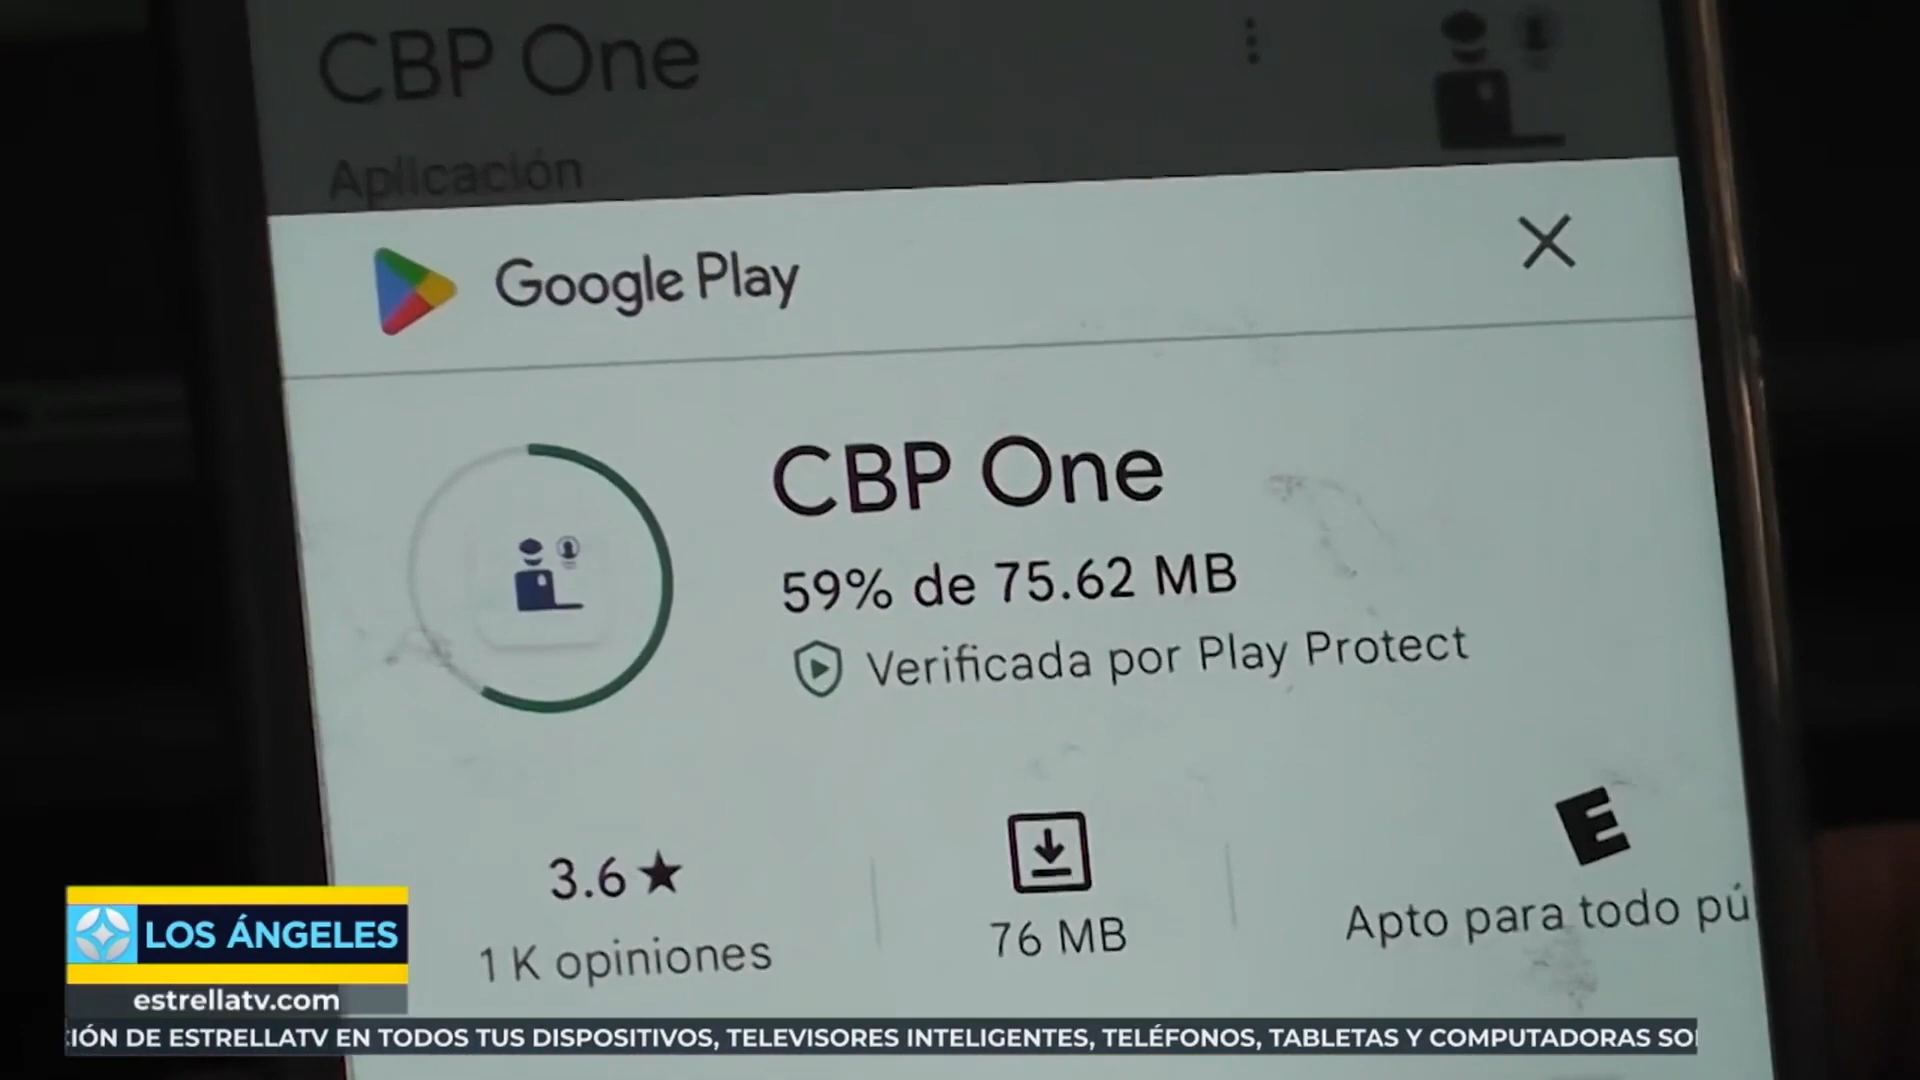 CBP One
Aplicación
Google Play
CBP One
59% de 75.62 MB
Verificada por Play Protect
3.6★
1 K opiniones
76 MB
E
Apto para todo pú
LOS ÁNGELES
estrellatv.com
IÓN DE ESTRELLATV EN TODOS TUS DISPOSITIVOS, TELEVISORES INTELIGENTES, TELÉFONOS, TABLETAS Y COMPUTADORAS SO